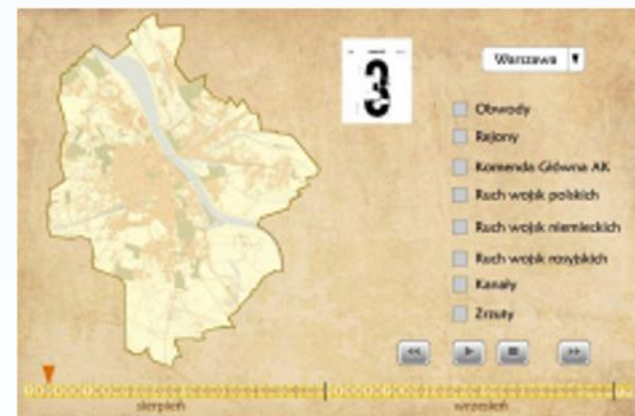 3
Warszawa
Obwody
Rejony
Komenda Główna AK
Ruch wojsk polskich
Ruch wojsk niemieckich
Ruch wojsk rosyjskich
Kanały
Zrzuty
sierpień
wrzesień